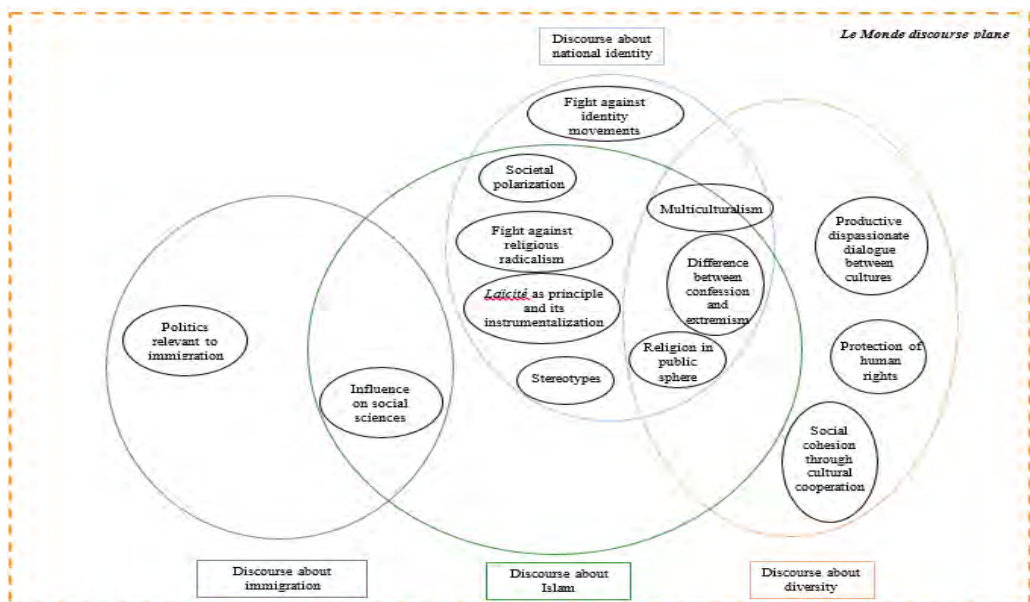 Le Monde discourse plane
Discourse about
national identity
Fight against
identity
movements
Societal
polarization
Multiculturalism
Fight against
religious
radicalism
Productive
dispassionate
dialogue
between
cultures
Difference
between
confession
and
extremism
Laïcité as principle
and its
instrumentalization
Politics
relevant to
immigration
Religion in
public
sphere
Protection of
human
rights
Stereotypes
Influence
on social
sciences
Social
cohesion
through
cultural
cooperation
Discourse about
immigration
Discourse about
Islam
Discourse about
diversity